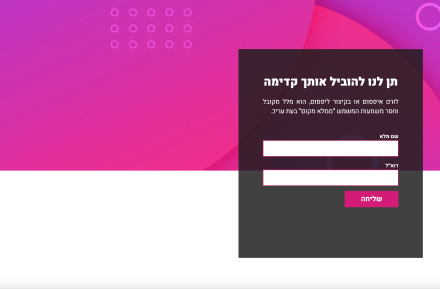 תן לנו להוביל אותך קדימה
לורם איפסום או בקיצור ליפסום, הוא מלל מקובל
וחסר משמעות המשמש "ממלא מקום" בעת עריכ.
שם מלא
דוא"ל
שליחה